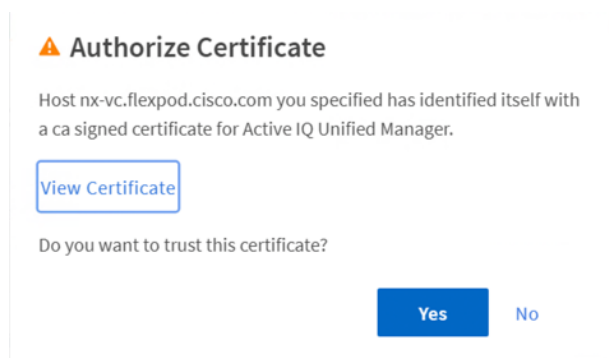 Authorize Certificate
Host nx-vc.flexpod.cisco.com you specified has identified itself with
a ca signed certificate for Active IQ Unified Manager.
View Certificate
Do you want to trust this certificate?
Yes No